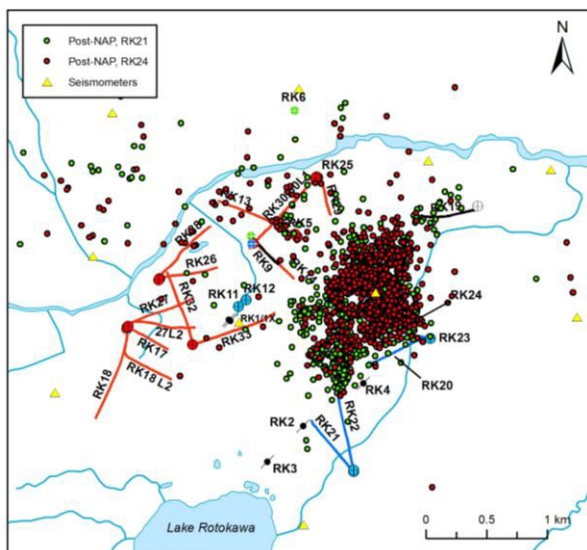 Post-NAP, RK21
Post-NAP, RK24
Seismometers
N
RK6
RK25
RK13
RK5
RK9
RK26
RK32
RK12
RK11
RK1/1X
RK33
RK24
RK27
27L2
RK17
RK18 L2
RK18
RK23
RK20
RK4
RK22
RK2
RK21
RK3
Lake Rotokawa
0 0.5 1 km